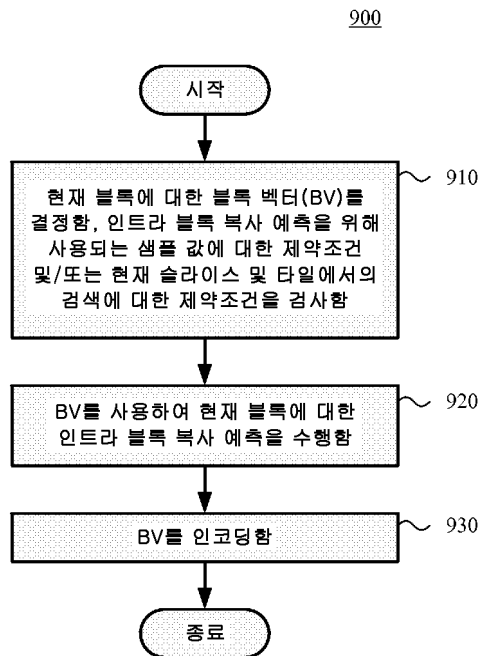 900
시작
현재 블록에 대한 블록 벡터(BV)를
결정함, 인트라 블록 복사 예측을 위해
사용되는 샘플 값에 대한 제약조건
및/또는 현재 슬라이스 및 타일에서의
검색에 대한 제약조건을 검사함
910
BV를 사용하여 현재 블록에 대한
인트라 블록 복사 예측을 수행함
920
BV를 인코딩함
930
종료